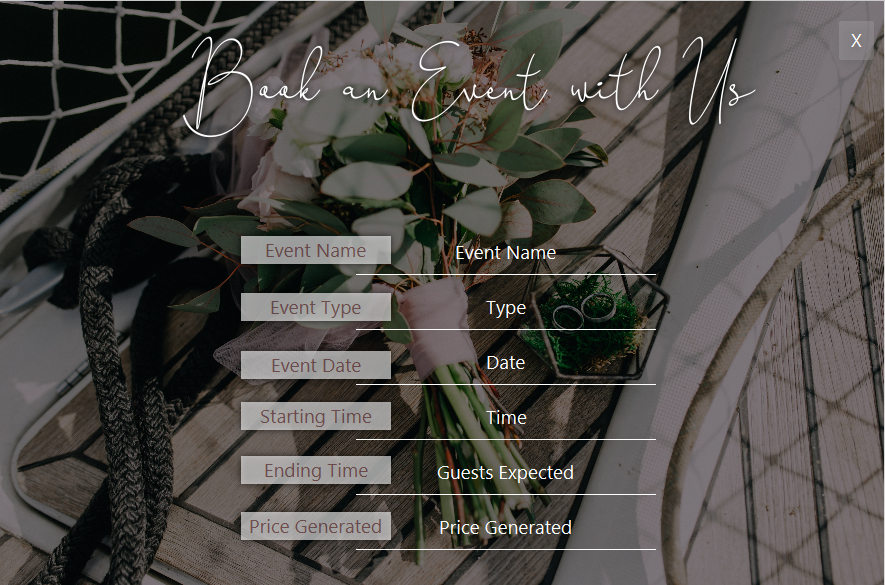 Book an Event with Us
X
Event Name Event Name
Event Type Type
Event Date Date
Starting Time Time
Ending Time Guests Expected
Price Generated Price Generated